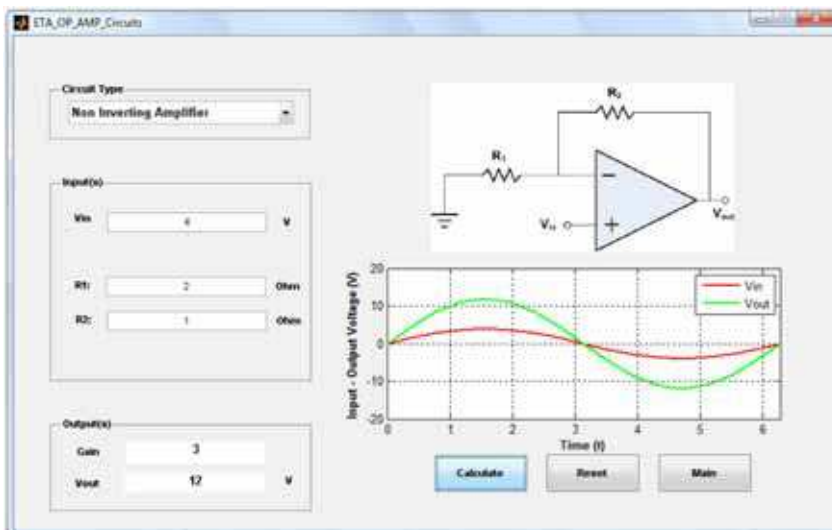 ETA_OP_AMP_Circuits
Circuit Type
Non Inverting Amplifier
Input(s)
Vin 4 V
R1: 2 Ohm
R2: 1 Ohm
Output(s)
Gain 3
Vout 12 V
R2
R1
Vin
Vout
Input - Output Voltage (V)
20
10
0
-10
-20
0 1 2 3 4 5 6
Time (t)
Vin
Vout
Calculate Reset Main